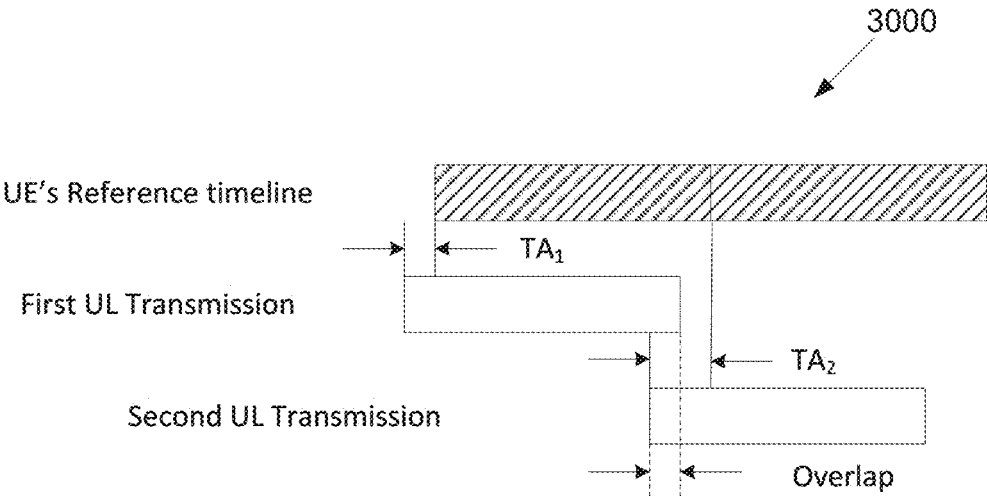 3000
UE's Reference timeline
TA₁
First UL Transmission
TA₂
Second UL Transmission
Overlap